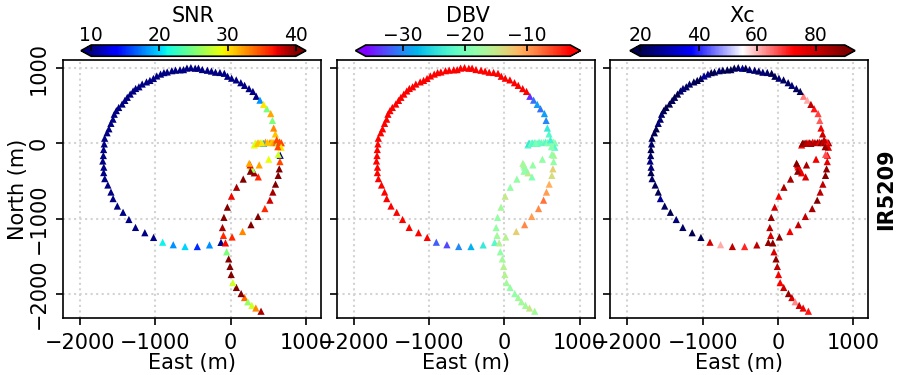 SNR DBV Xc
10 20 30 40 −30 −20 −10 20 40 60 80
1000
0
−1000
−2000
North (m)
IR5209
−2000 −1000 0 1000 −2000 −1000 0 1000 −2000 −1000 0 1000
East (m) East (m) East (m)